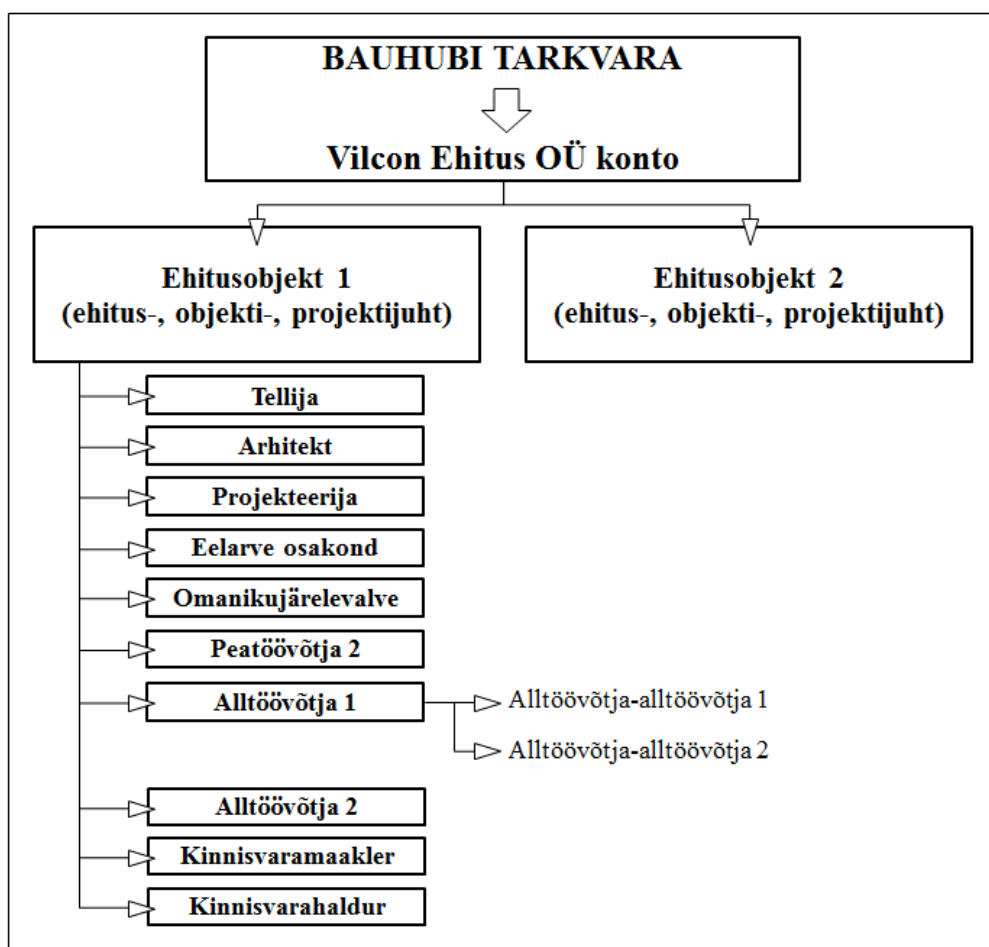 BAUHUBI TARKVARA
Vilcon Ehitus OÜ konto
Ehitusobjekt 1
(ehitus-, objekti-, projektijuht)
Ehitusobjekt 2
(ehitus-, objekti-, projektijuht)
Tellija
Arhitekt
Projekteerija
Eelarve osakond
Omanikujärelevalve
Peatöövõtja 2
Alltöövõtja 1
Alltöövõtja-alltöövõtja 1
Alltöövõtja-alltöövõtja 2
Alltöövõtja 2
Kinnisvaramaakler
Kinnisvarahaldur